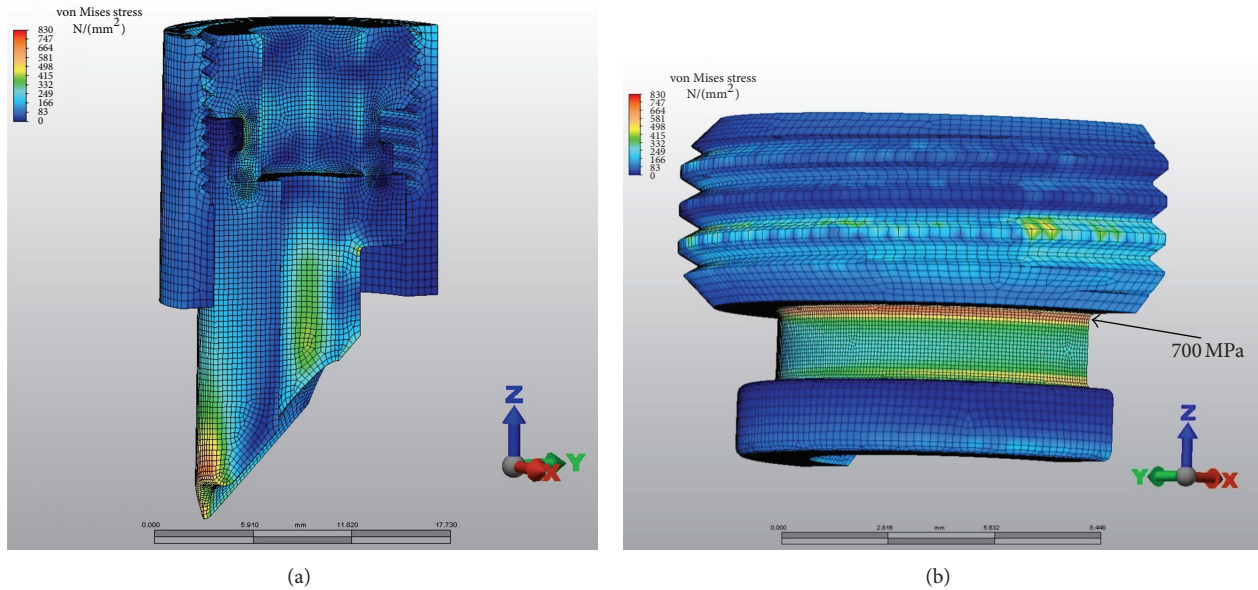 von Mises stress
N/(mm²)
830
747
664
581
498
415
332
249
166
83
0
Z
Y
X
0.000
5.910
11.820
17.730
mm
(a)
von Mises stress
N/(mm²)
830
747
664
581
498
415
332
249
166
83
0
700 MPa
Z
Y
X
0.000
2.816
5.632
8.448
mm
(b)